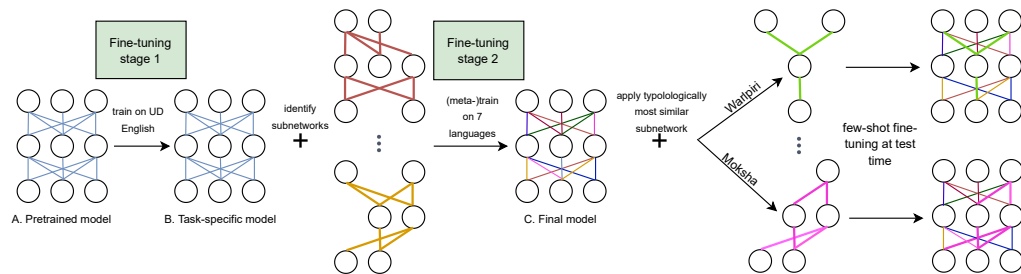 Fine-tuning
stage 1
train on UD
English
A. Pretrained model
B. Task-specific model
identify
subnetworks
+
Fine-tuning
stage 2
(meta-)train
on 7
languages
C. Final model
apply typologically
most similar
subnetwork
+
Warlpiri
Moksha
few-shot fine-
tuning at test
time